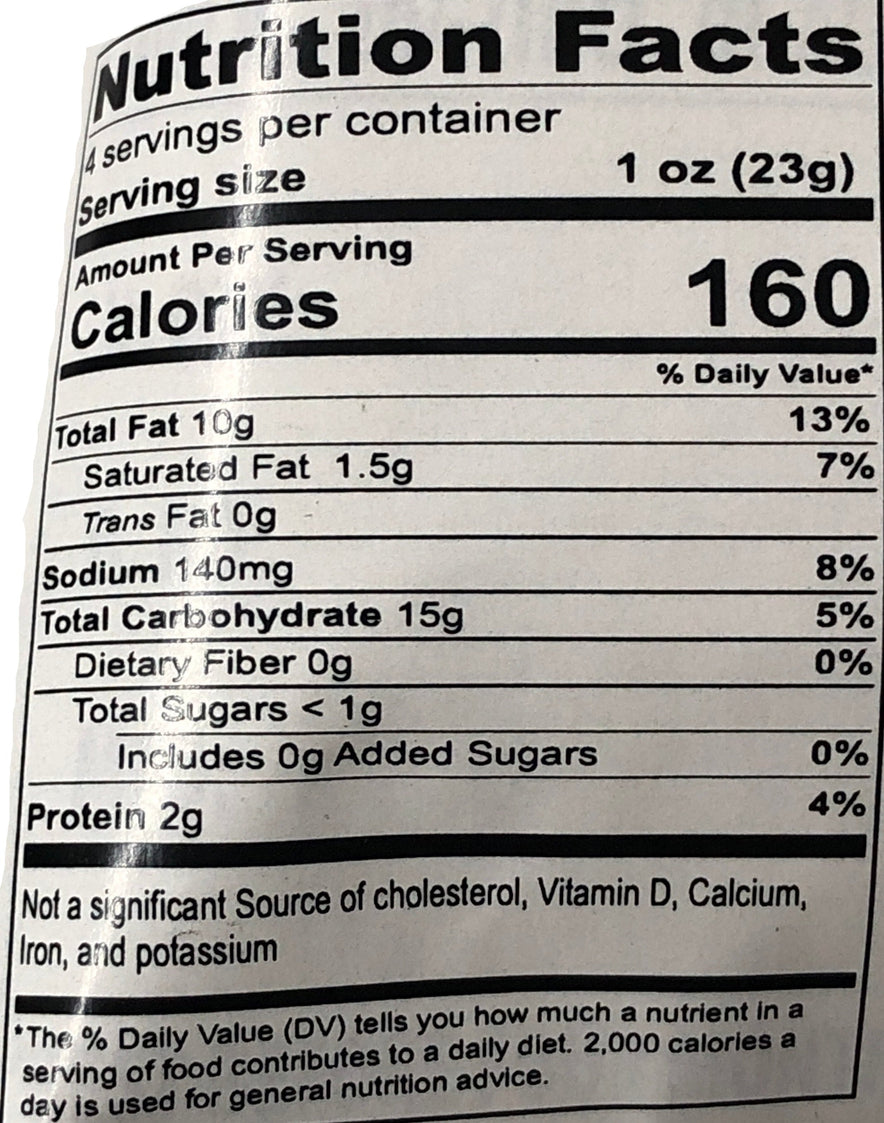 Nutrition Facts
4 servings per container
Serving size 1 oz (23g)
Amount Per Serving
Calories 160
% Daily Value*
Total Fat 10g 13%
Saturated Fat 1.5g 7%
Trans Fat 0g
Sodium 140mg 8%
Total Carbohydrate 15g 5%
Dietary Fiber 0g 0%
Total Sugars < 1g
Includes 0g Added Sugars 0%
Protein 2g 4%
Not a significant Source of cholesterol, Vitamin D, Calcium,
Iron, and potassium
*The % Daily Value (DV) tells you how much a nutrient in a
serving of food contributes to a daily diet. 2,000 calories a
day is used for general nutrition advice.